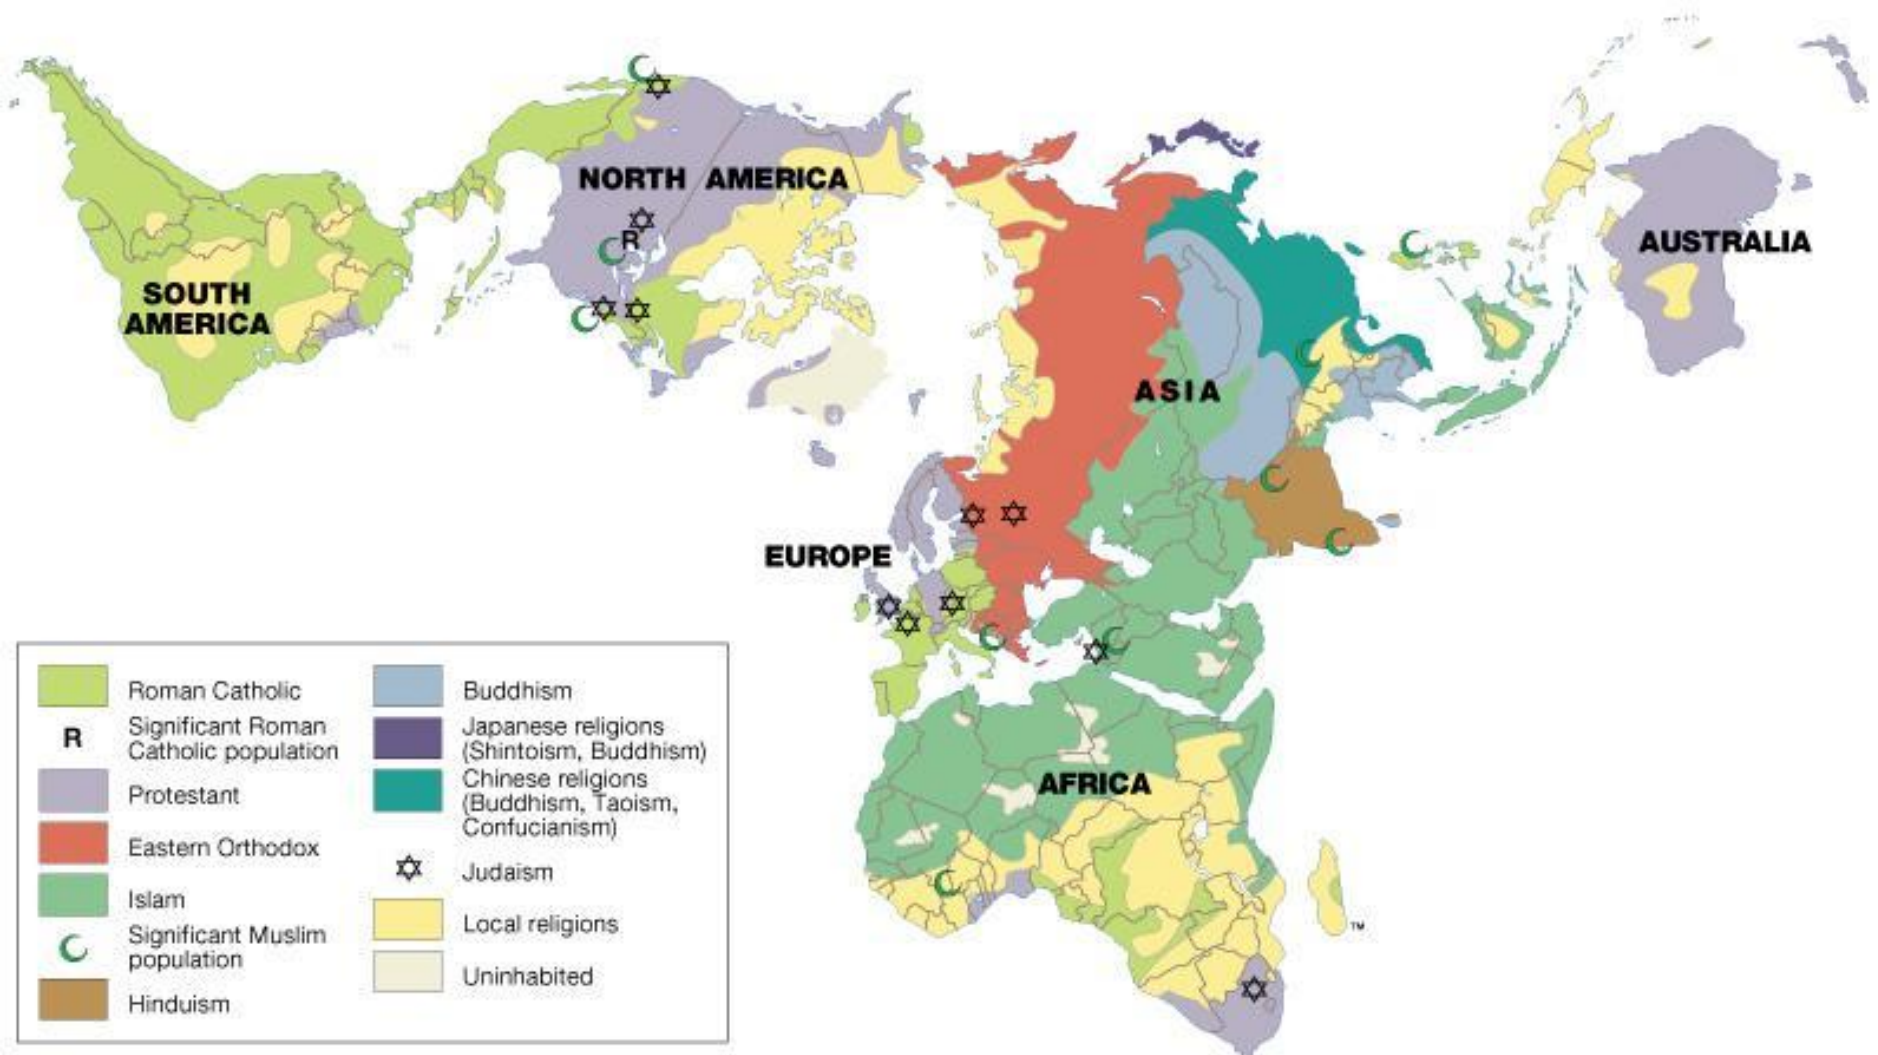 NORTH AMERICA
SOUTH
AMERICA
AUSTRALIA
ASIA
EUROPE
AFRICA
R
TM
Roman Catholic
R
Significant Roman
Catholic population
Protestant
Eastern Orthodox
Islam
Significant Muslim
population
Hinduism
Buddhism
Japanese religions
(Shintoism, Buddhism)
Chinese religions
(Buddhism, Taoism,
Confucianism)
Judaism
Local religions
Uninhabited